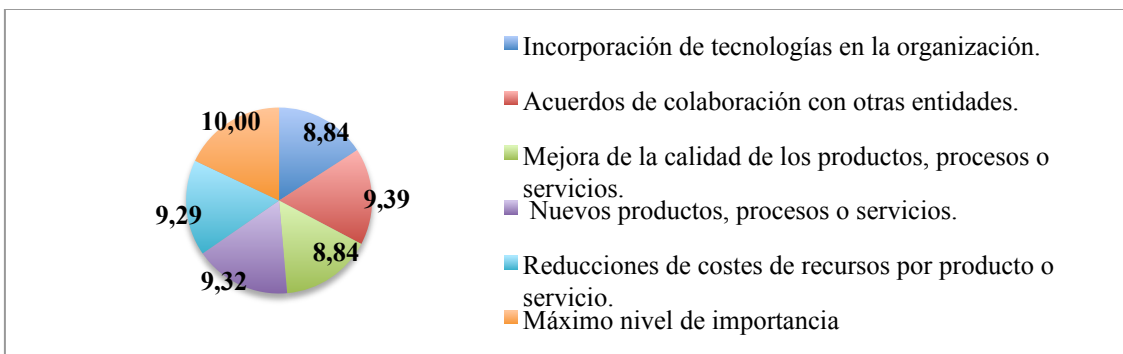 Incorporación de tecnologías en la organización.
10,00
8,84
Acuerdos de colaboración con otras entidades.
Mejora de la calidad de los productos, procesos o
servicios.
9,39
9,29
Nuevos productos, procesos o servicios.
8,84
9,32
Reducciones de costes de recursos por producto o
servicio.
Máximo nivel de importancia